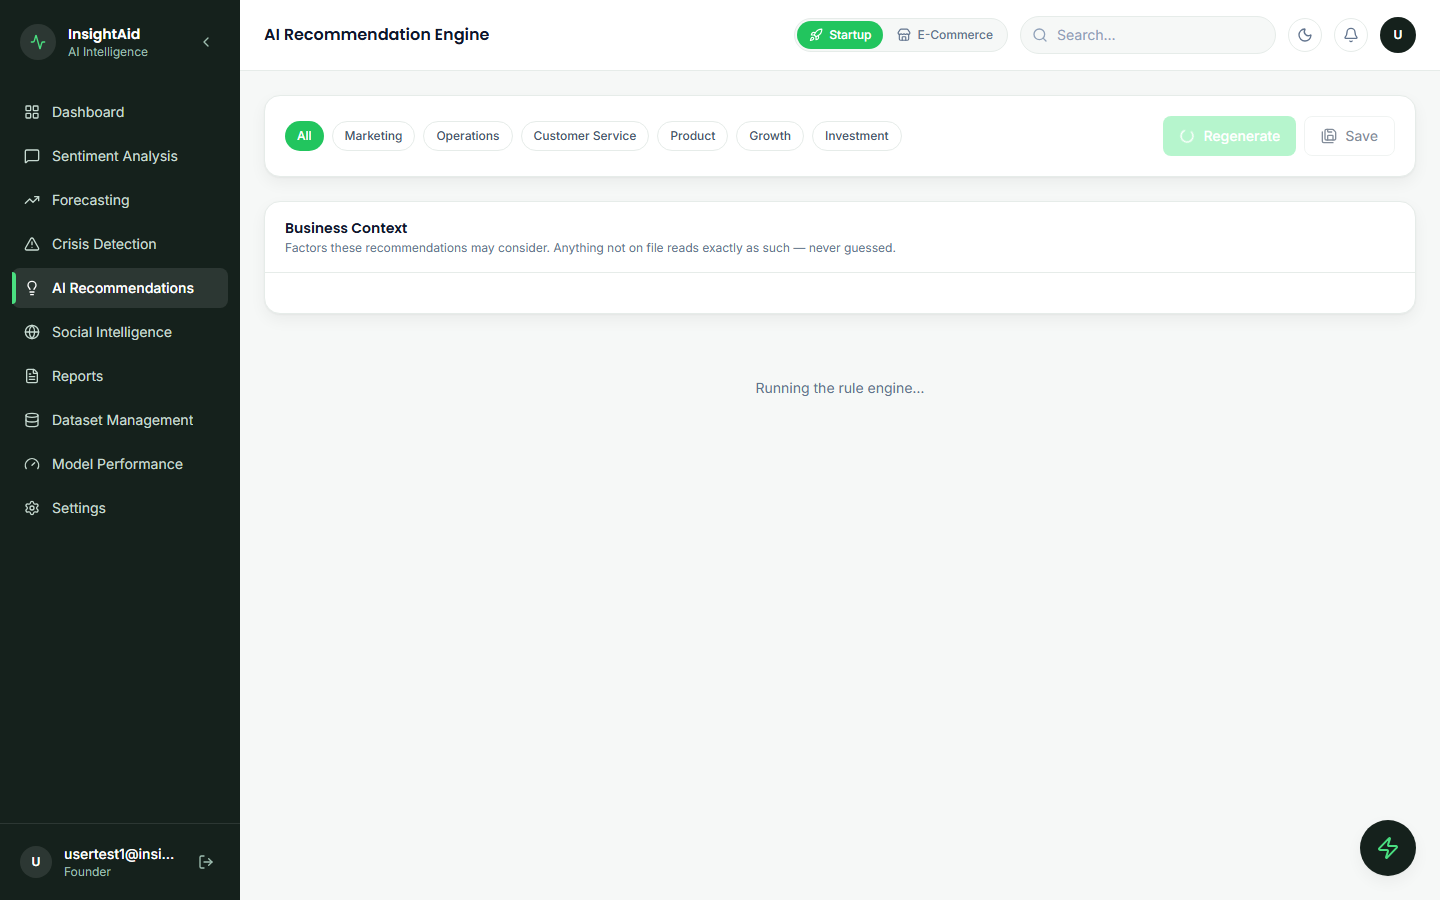 InsightAid
AI Intelligence
Dashboard
Sentiment Analysis
Forecasting
Crisis Detection
AI Recommendations
Social Intelligence
Reports
Dataset Management
Model Performance
Settings
U
usertest1@insi...
Founder
AI Recommendation Engine
Startup
E-Commerce
Search...
U
All
Marketing
Operations
Customer Service
Product
Growth
Investment
Regenerate
Save
Business Context
Factors these recommendations may consider. Anything not on file reads exactly as such — never guessed.
Running the rule engine...